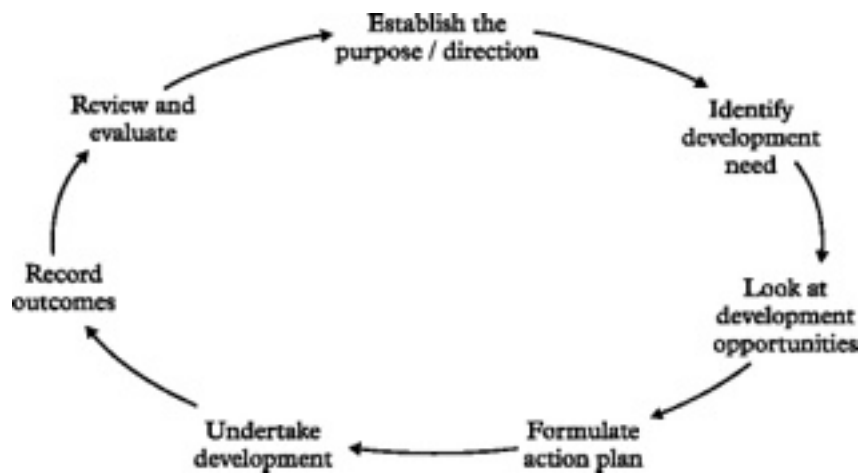 Establish the
purpose / direction
Identify
development
need
Look at
development
opportunities
Formulate
action plan
Undertake
development
Record
outcomes
Review and
evaluate